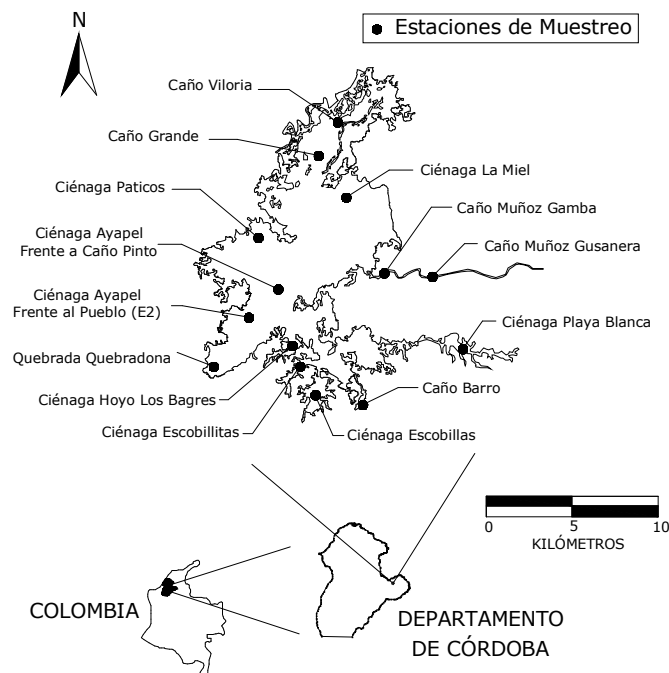 N
Estaciones de Muestreo
Caño Viloria
Caño Grande
Ciénaga La Miel
Ciénaga Paticos
Caño Muñoz Gamba
Ciénaga Ayapel
Frente a Caño Pinto
Caño Muñoz Gusanera
Ciénaga Ayapel
Frente al Pueblo (E2)
Ciénaga Playa Blanca
Quebrada Quebradona
Ciénaga Hoyo Los Bagres
Caño Barro
Ciénaga Escobillitas
Ciénaga Escobillas
0 5 10
KILÓMETROS
COLOMBIA
DEPARTAMENTO
DE CÓRDOBA